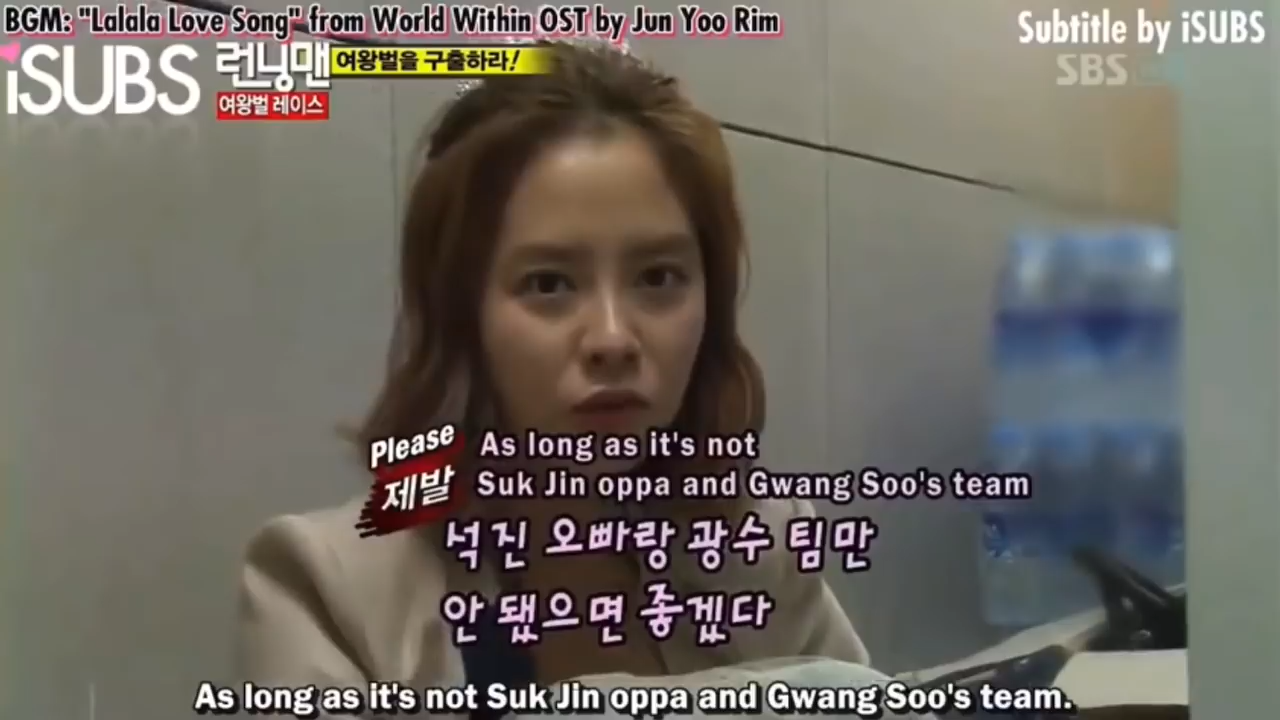 BGM: "Lalala Love Song" from World Within OST by Jun Yoo Rim
Subtitle by iSUBS
iSUBS
런닝맨 여왕벌을 구출하라!
여왕벌 레이스
SBS
Please
As long as it's not
Suk Jin oppa and Gwang Soo's team
제발
석진 오빠랑 광수 팀만
안 됐으면 좋겠다
As long as it's not Suk Jin oppa and Gwang Soo's team.